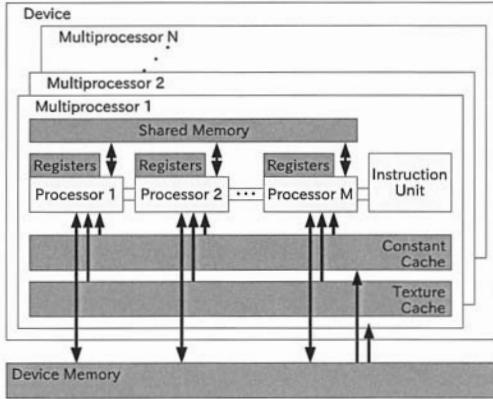 Device
Multiprocessor N
Multiprocessor 2
Multiprocessor 1
Shared Memory
Registers
Registers
Registers
Processor 1
Processor 2
Processor M
Instruction
Unit
Constant
Cache
Texture
Cache
Device Memory